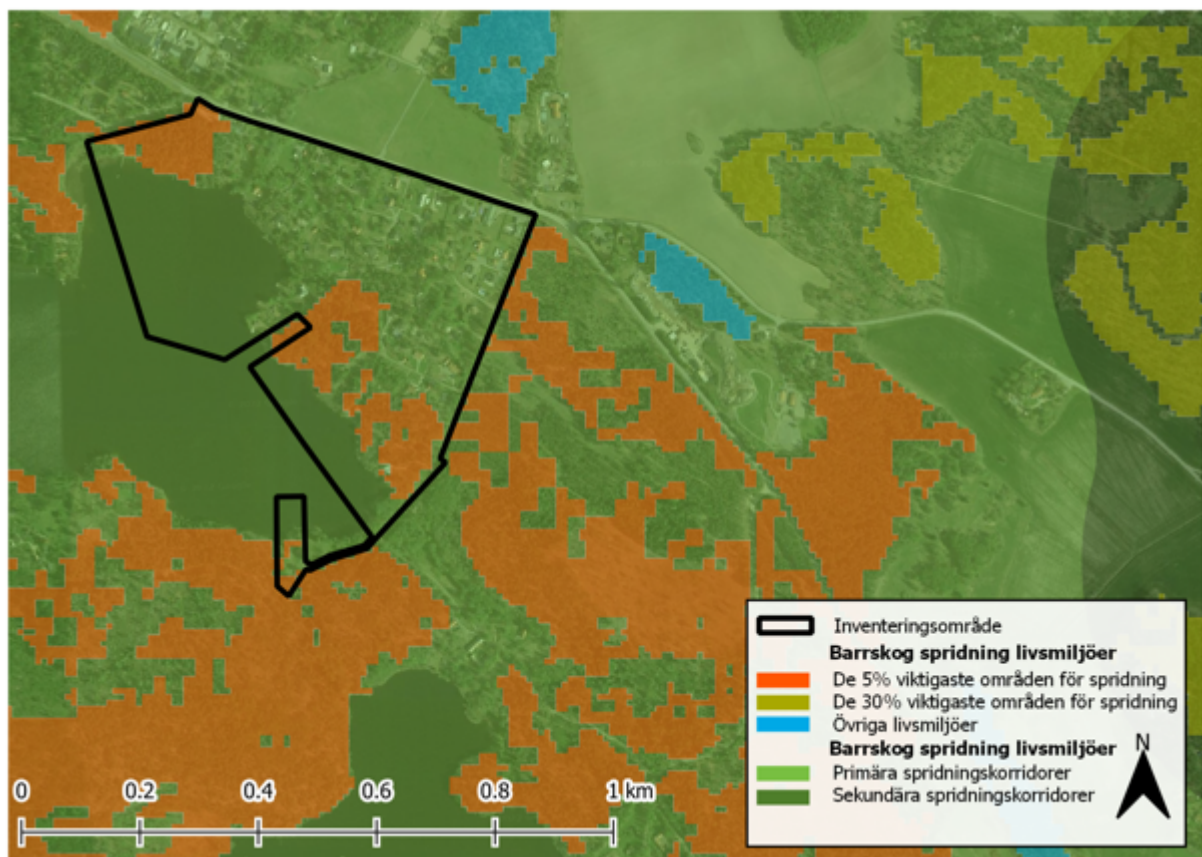 Inventeringsområde
Barrskog spridning livsmiljöer
De 5% viktigaste områden för spridning
De 30% viktigaste områden för spridning
Övriga livsmiljöer
Barrskog spridning livsmiljöer
N
Primära spridningskorridorer
Sekundära spridningskorridorer
0 0.2 0.4 0.6 0.8 1 km